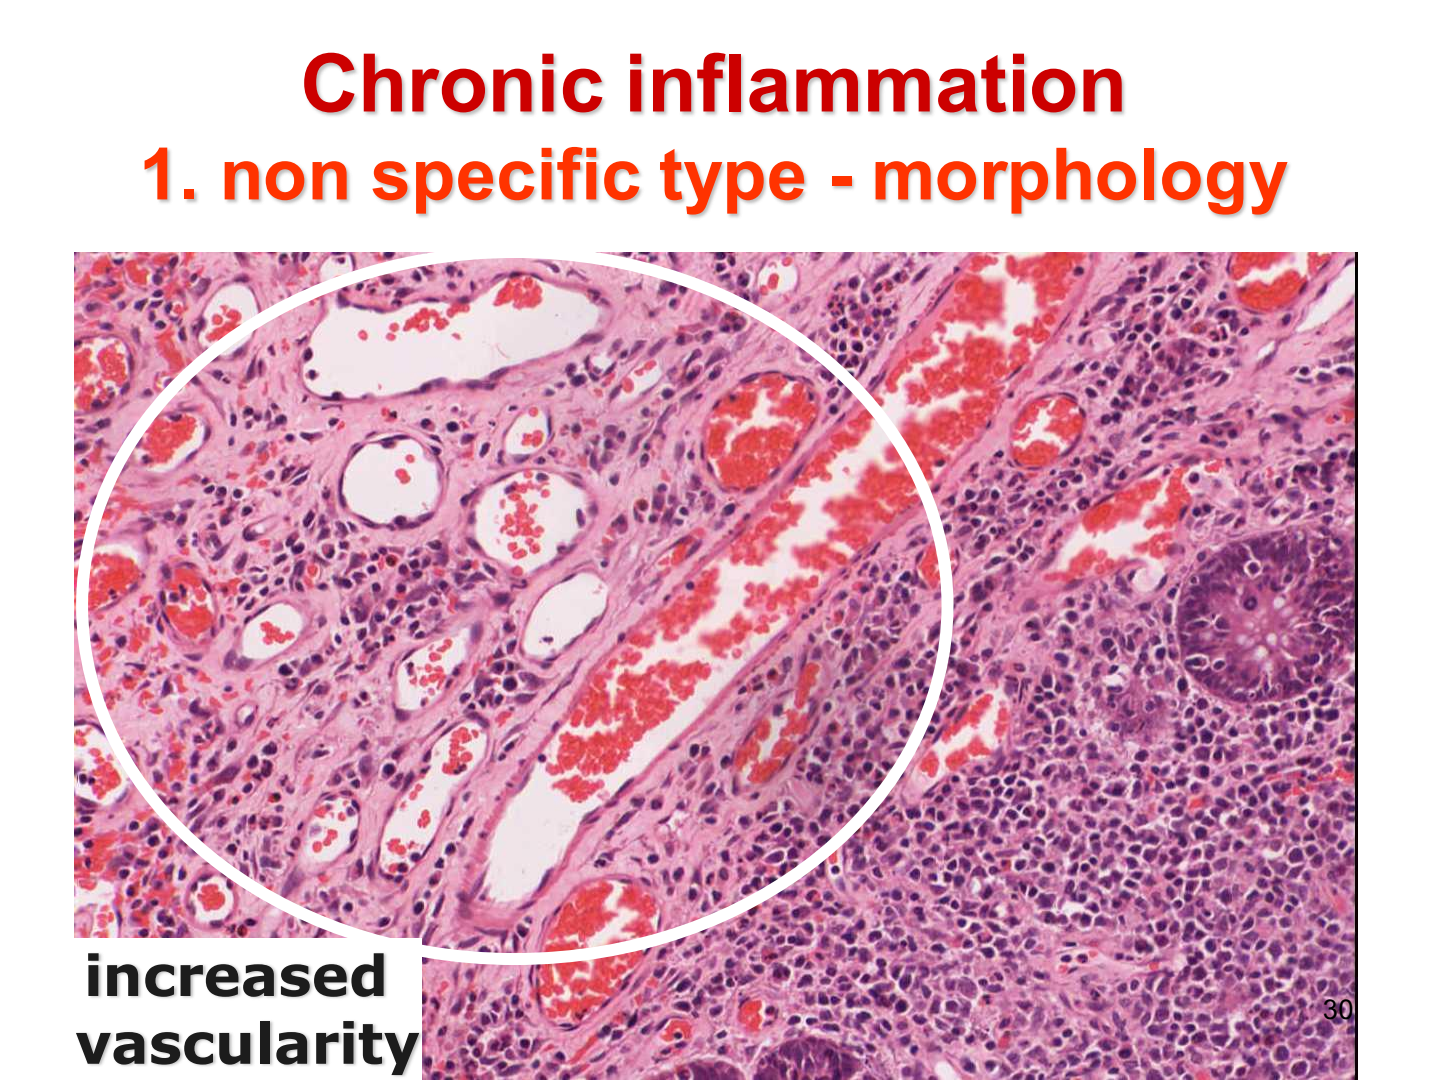 Chronic inflammation
1. non specific type - morphology
increased
vascularity
30